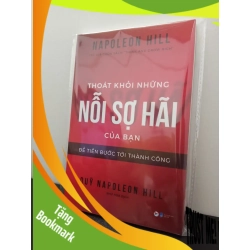 NAPOLEON HILL
THOÁT KHỎI NHỮNG
NỖI SỢ HÃI
CỦA BẠN
ĐỂ TIẾN BƯỚC TỚI THÀNH CÔNG
QUỸ NAPOLEON HILL
Tặng
Bookmark